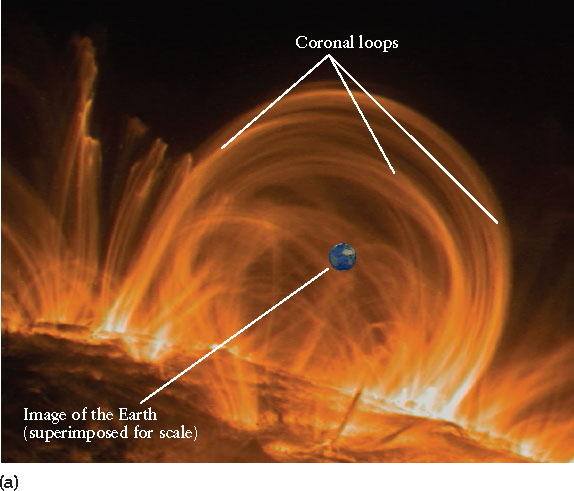 Coronal loops
Image of the Earth
(superimposed for scale)
(a)